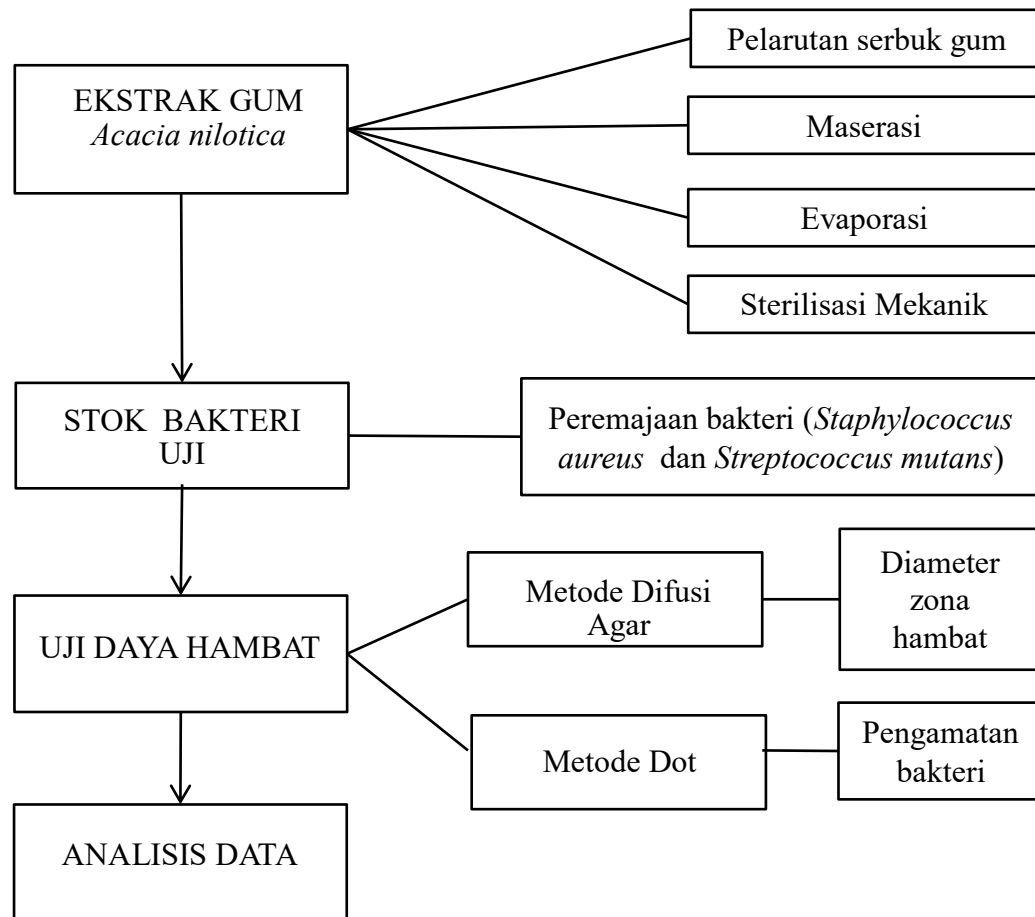 EKSTRAK GUM
Acacia nilotica
Pelarutan serbuk gum
Maserasi
Evaporasi
Sterilisasi Mekanik
STOK BAKTERI
UJI
Peremajaan bakteri (Staphylococcus
aureus dan Streptococcus mutans)
UJI DAYA HAMBAT
Metode Difusi
Agar
Diameter
zona
hambat
Metode Dot
Pengamatan
bakteri
ANALISIS DATA